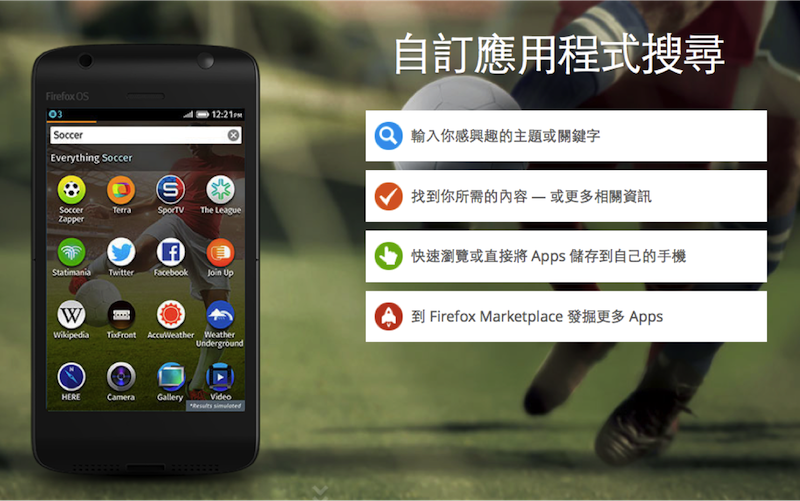 自訂應用程式搜尋
Firefox OS
3
12:21PM
Soccer
Everything Soccer
Soccer Zapper
Terra
SporTV
The League
Statimania
Twitter
Facebook
Join Up
Wikipedia
TixFront
AccuWeather
Weather Underground
HERE
Camera
Gallery
Video
*Results simulated
輸入你感興趣的主題或關鍵字
找到你所需的內容 — 或更多相關資訊
快速瀏覽或直接將 Apps 儲存到自己的手機
到 Firefox Marketplace 發掘更多 Apps